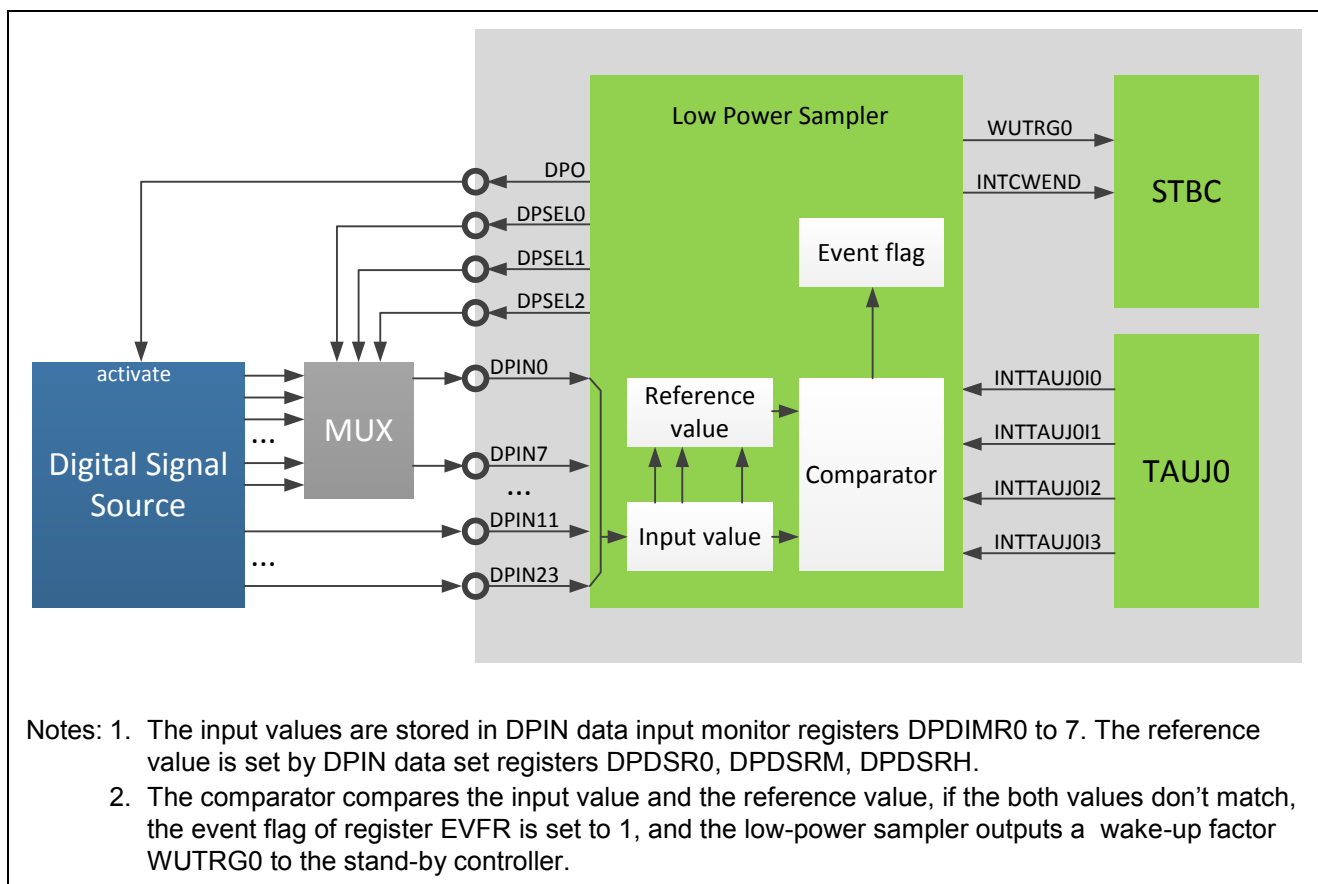 Low Power Sampler
WUTRG0
INTCWEND
STBC
DPO
DPSEL0
DPSEL1
DPSEL2
Event flag
activate
Digital Signal
Source
...
...
MUX
DPIN0
DPIN7
...
DPIN11
DPIN23
Reference
value
Input value
Comparator
INTTAUJ0I0
INTTAUJ0I1
INTTAUJ0I2
INTTAUJ0I3
TAUJ0
Notes: 1. The input values are stored in DPIN data input monitor registers DPDIMR0 to 7. The reference
value is set by DPIN data set registers DPDSR0, DPDSRM, DPDSRH.
2. The comparator compares the input value and the reference value, if the both values don’t match,
the event flag of register EVFR is set to 1, and the low-power sampler outputs a wake-up factor
WUTRG0 to the stand-by controller.